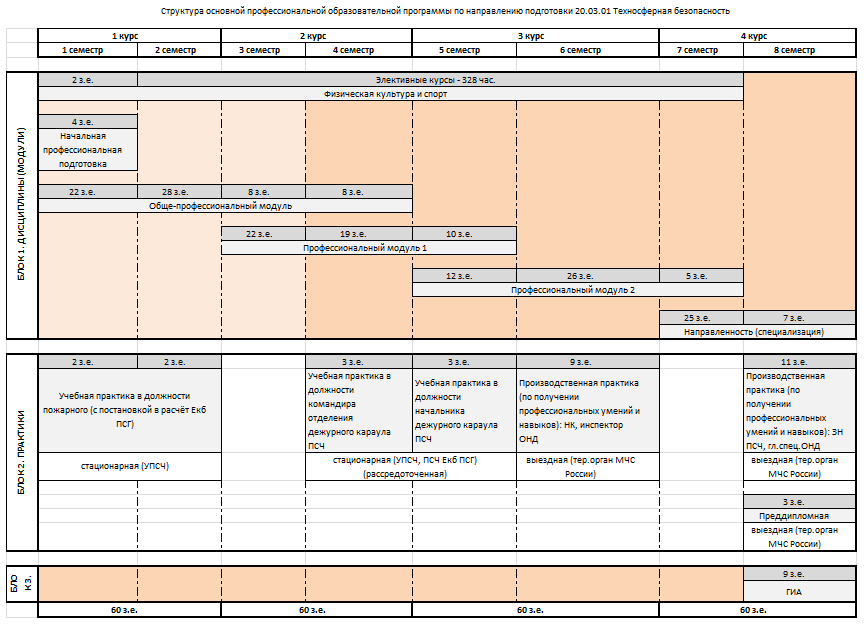 Структура основной профессиональной образовательной программы по направлению подготовки 20.03.01 Техносферная безопасность
1 курс 2 курс 3 курс 4 курс
1 семестр 2 семестр 3 семестр 4 семестр 5 семестр 6 семестр 7 семестр 8 семестр
БЛОК 1. ДИСЦИПЛИНЫ (МОДУЛИ)
2 з.е. Элективные курсы - 328 час.
Физическая культура и спорт
4 з.е.
Начальная
профессиональная
подготовка
22 з.е. 28 з.е. 8 з.е. 8 з.е.
Обще-профессиональный модуль
22 з.е. 19 з.е. 10 з.е.
Профессиональный модуль 1
12 з.е. 26 з.е. 5 з.е.
Профессиональный модуль 2
25 з.е. 7 з.е.
Направленность (специализация)
БЛОК 2. ПРАКТИКИ
2 з.е. 2 з.е. 3 з.е. 3 з.е. 9 з.е. 11 з.е.
Учебная практика в должности
пожарного (с постановкой в расчёт Екб
ПСГ)
Учебная практика в
должности
командира
отделения
дежурного караула
ПСЧ
Учебная практика в
должности
начальника
дежурного караула
ПСЧ
Производственная практика
(по получению
профессиональных умений и
навыков): НК, инспектор
ОНД
Производственная
практика (по
получению
профессиональных
умений и навыков): ЗН
ПСЧ, гл.спец.ОНД
стационарная (УПСЧ)
стационарная (УПСЧ, ПСЧ Екб ПСГ)
(рассредоточенная)
выездная (тер.орган МЧС
России)
выездная (тер.орган
МЧС России)
3 з.е.
Преддипломная
выездная (тер.орган
МЧС России)
БЛО
К 3.
9 з.е.
ГИА
60 з.е. 60 з.е. 60 з.е. 60 з.е.